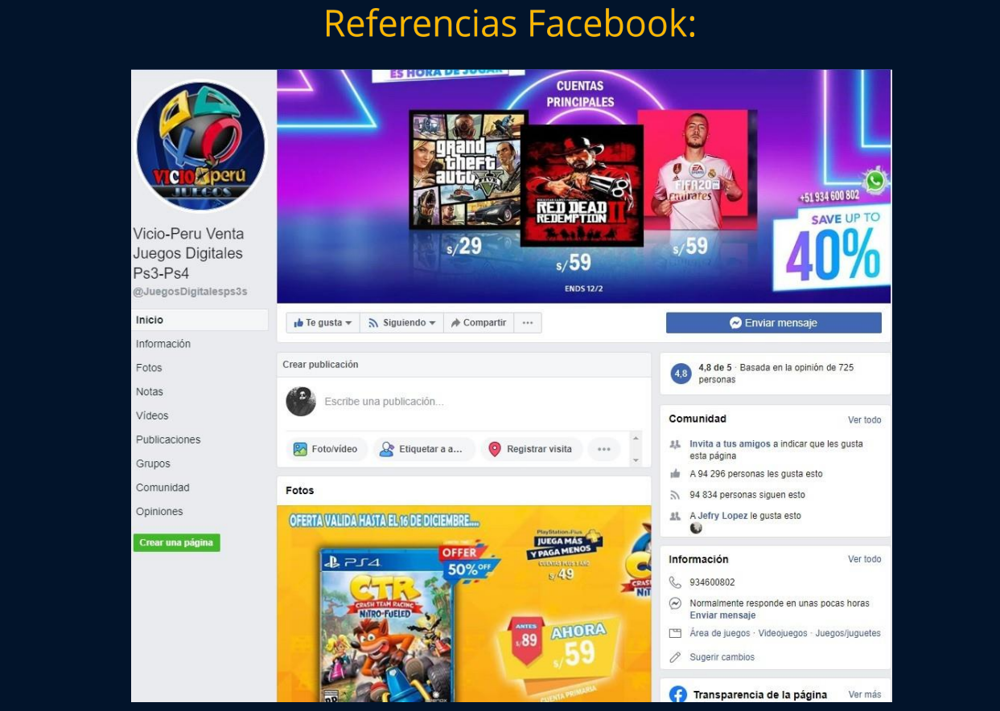 Referencias Facebook:
ES HORA DE JUGAR
CUENTAS
PRINCIPALES
grand
theft
auto
V
RED DEAD
REDEMPTION II
EA
SPORTS
FIFA 20
Emirates
S/29
S/59
S/59
ENDS 12/2
+51 934 600 802
SAVE UP TO
40%
VICIO perú
JUEGOS
Vicio-Peru Venta
Juegos Digitales
Ps3-Ps4
@JuegosDigitalesps3s
Inicio
Información
Fotos
Notas
Vídeos
Publicaciones
Grupos
Comunidad
Opiniones
Crear una página
Te gusta
Siguiendo
Compartir
Enviar mensaje
Crear publicación
Escribe una publicación...
Foto/vídeo
Etiquetar a a...
Registrar visita
Fotos
OFERTA VALIDA HASTA EL 16 DE DICIEMBRE....
PS4
OFFER
50% OFF
CTR
CRASH TEAM RACING
NITRO-FUELED
PlayStation Plus
JUEGA MÁS
Y PAGA MENOS
S/49
CRAS
NIT
ANTES
S/89
AHORA
S/59
CUENTA PRIMARIA
RP
4,8
4,8 de 5 · Basada en la opinión de 725
personas
Comunidad
Ver todo
Invita a tus amigos a indicar que les gusta
esta página
A 94 296 personas les gusta esto
94 834 personas siguen esto
A Jefry Lopez le gusta esto
Información
Ver todo
934600802
Normalmente responde en unas pocas horas
Enviar mensaje
Área de juegos · Videojuegos · Juegos/juguetes
Sugerir cambios
Transparencia de la página
Ver más